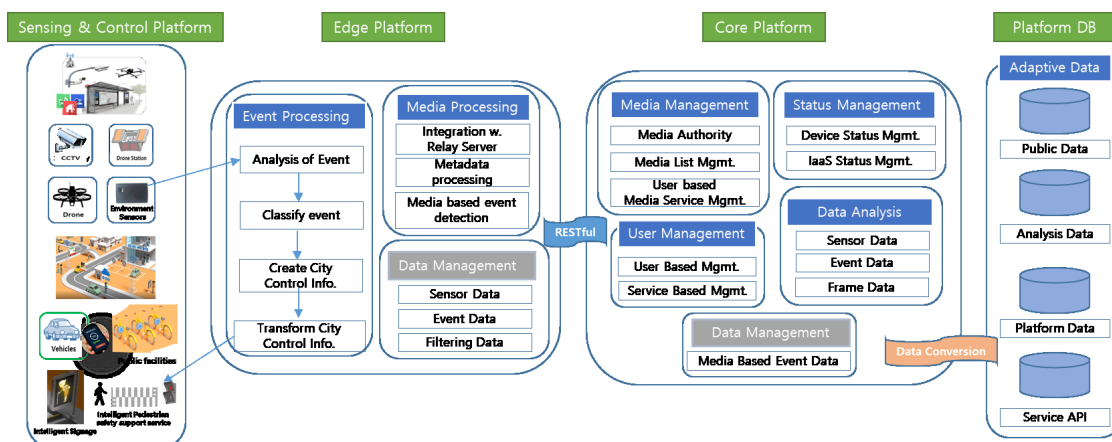 Sensing & Control Platform
Edge Platform
Core Platform
Platform DB
CCTV
Drone Station
Drone
Environment
Sensors
Vehicles
Public facilities
Intelligent Signage
Intelligent Pedestrian
safety support service
Event Processing
Analysis of Event
Classify event
Create City
Control Info.
Transform City
Control Info.
Media Processing
Integration w.
Relay Server
Metadata
processing
Media based event
detection
Data Management
Sensor Data
Event Data
Filtering Data
RESTful
Media Management
Media Authority
Media List Mgmt.
User based
Media Service Mgmt.
Status Management
Device Status Mgmt.
IaaS Status Mgmt.
User Management
User Based Mgmt.
Service Based Mgmt.
Data Analysis
Sensor Data
Event Data
Frame Data
Data Management
Media Based Event Data
Data Conversion
Adaptive Data
Public Data
Analysis Data
Platform Data
Service API